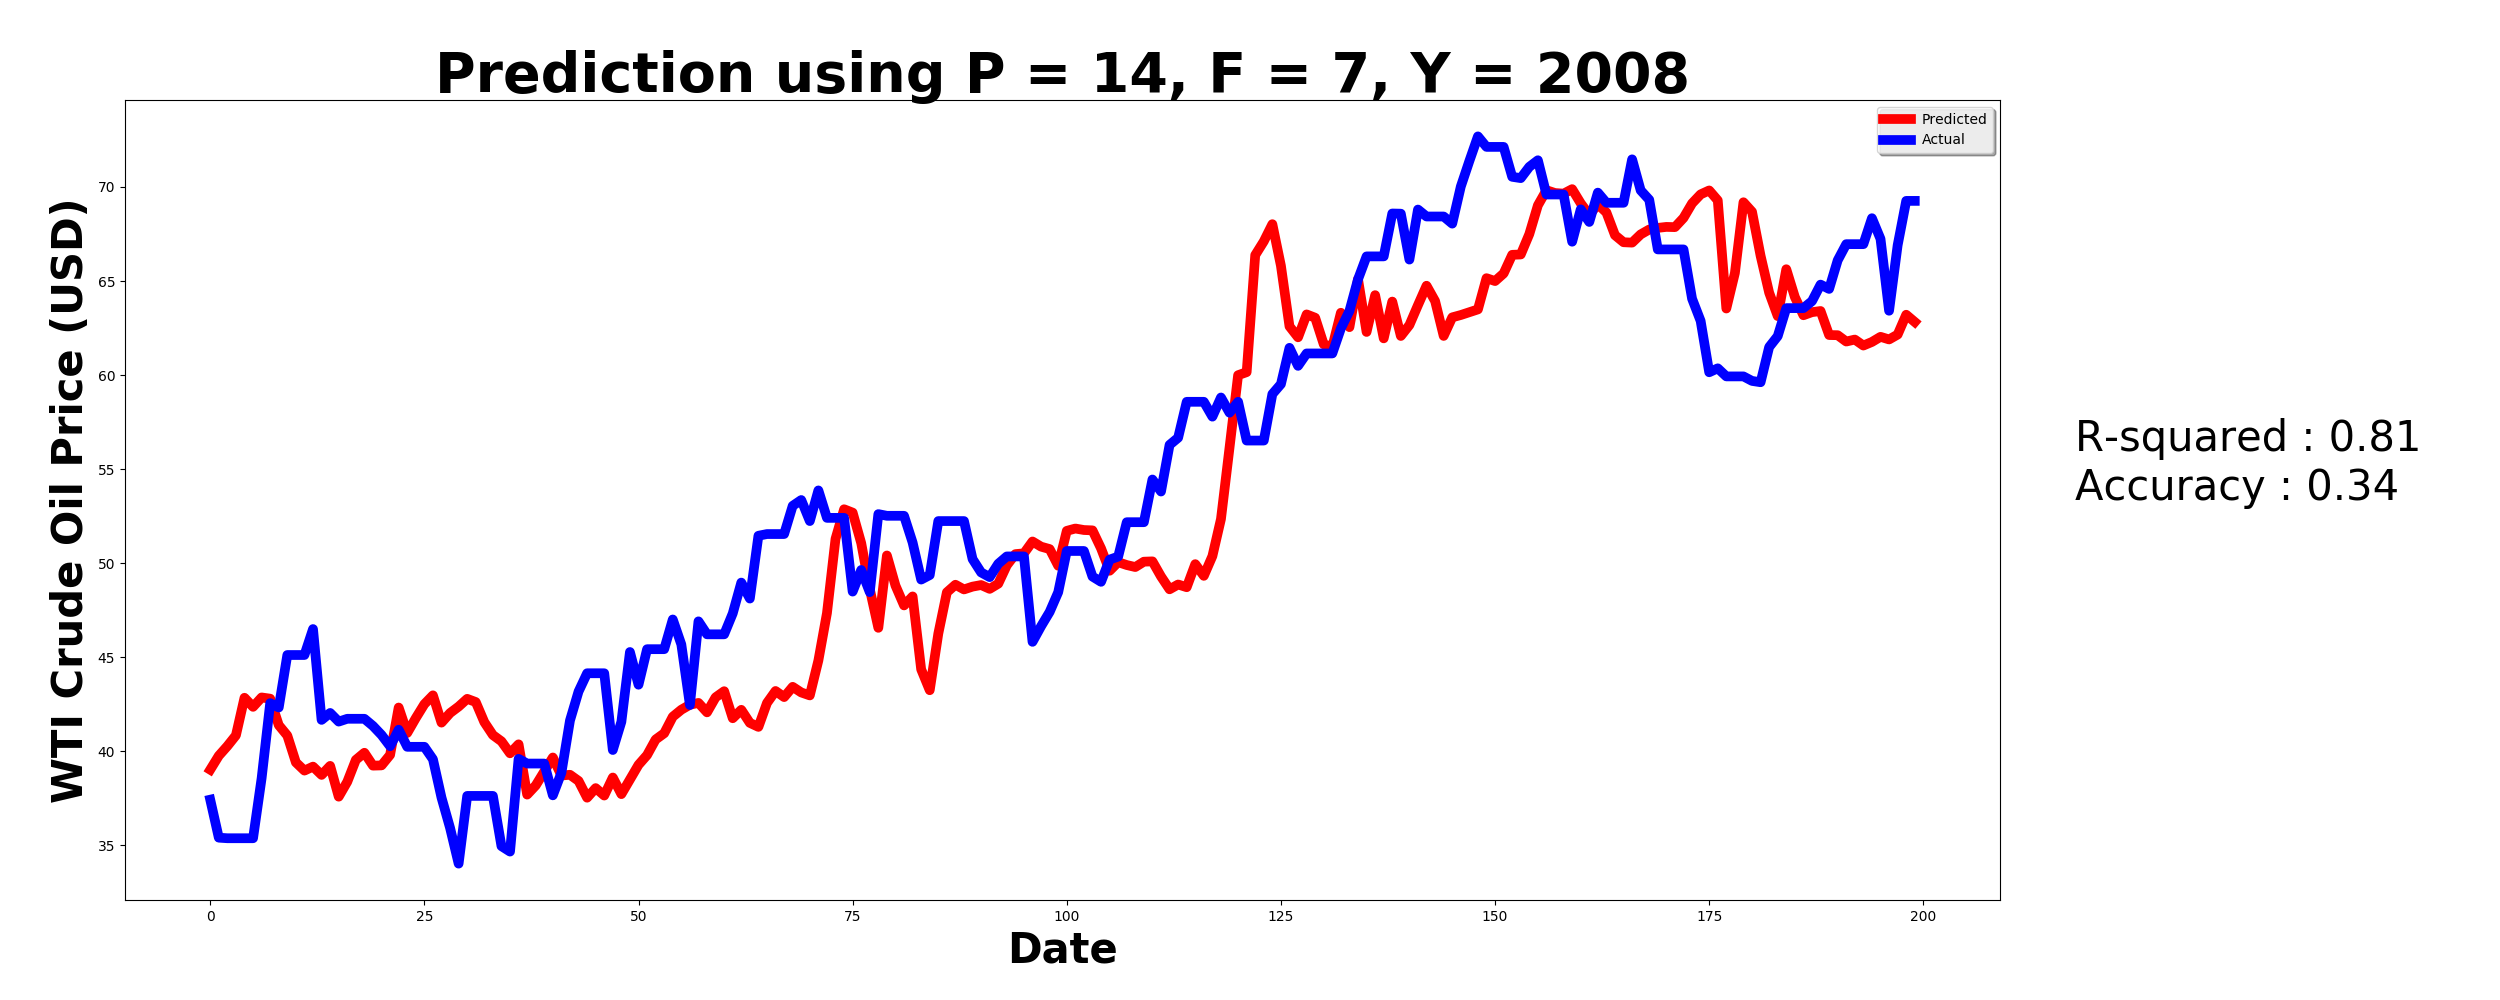 Prediction using P = 14, F = 7, Y = 2008
Predicted
Actual
WTI Crude Oil Price (USD)
70
65
60
55
50
45
40
35
0 25 50 75 100 125 150 175 200
Date
R-squared : 0.81
Accuracy : 0.34